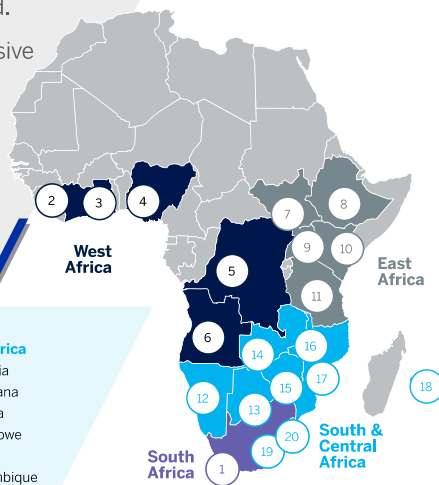 d.
sive
2
3
4
7
8
9
10
West
Africa
5
East
Africa
11
6
16
14
17
15
18
12
13
rica
ia
ana
a
owe
mbique
20
South &
Central
Africa
South
Africa
19
1